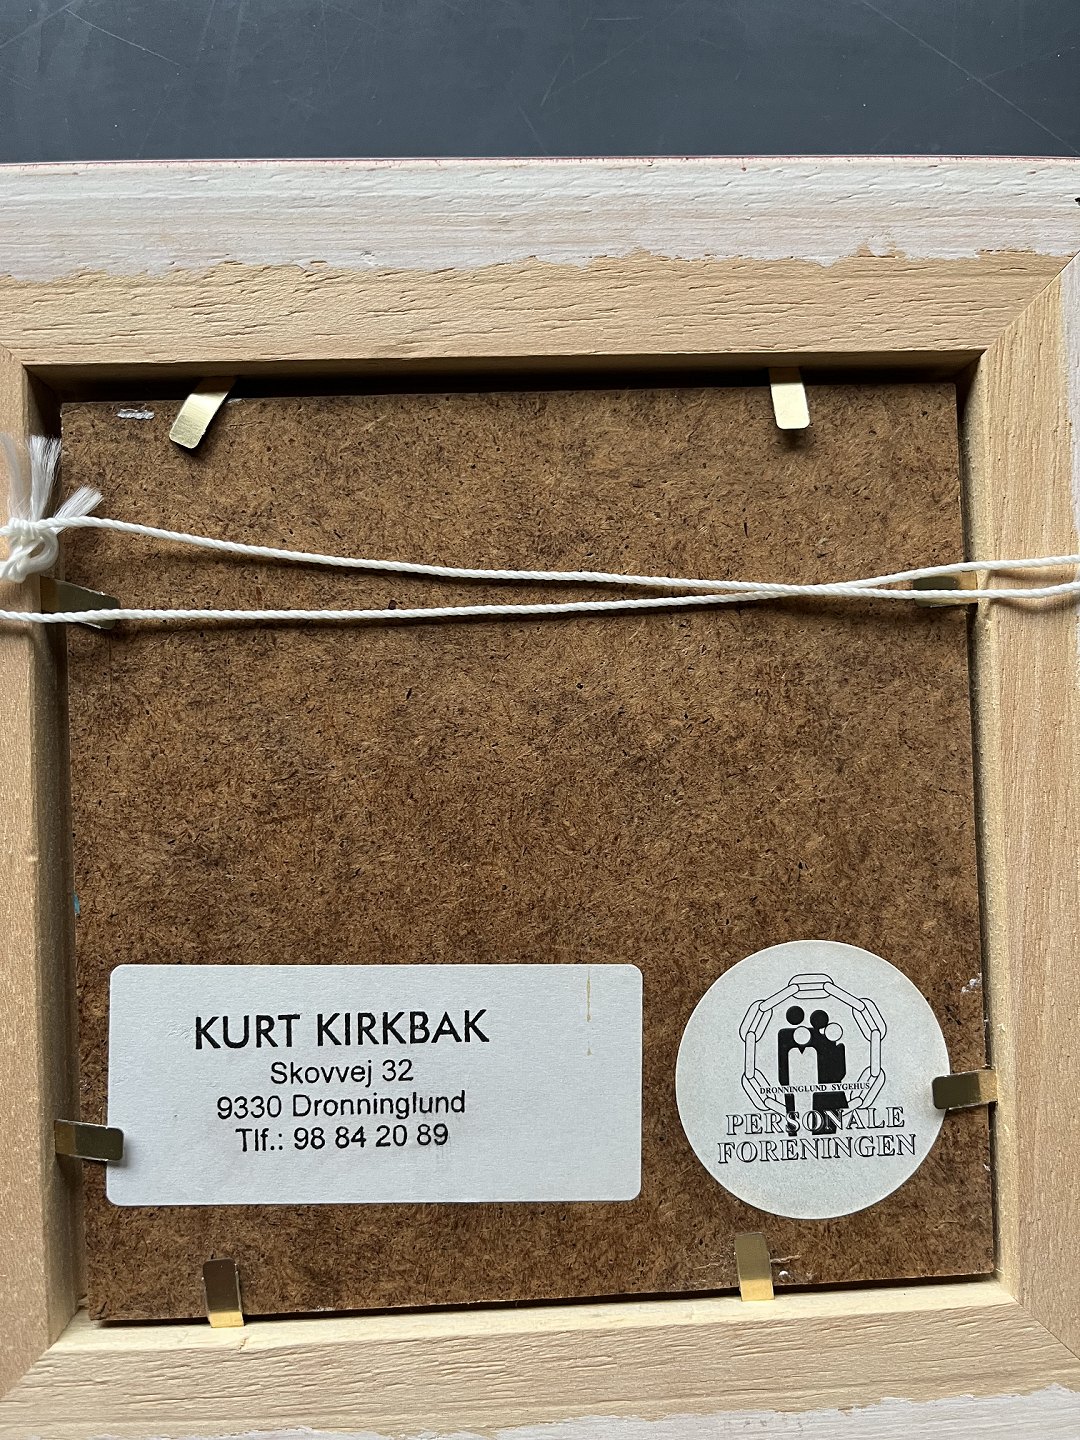 KURT KIRKBAK
Skovvej 32
9330 Dronninglund
Tlf.: 98 84 20 89
DRONNINGLUND SYGEHUS
PERSONALE
FORENINGEN